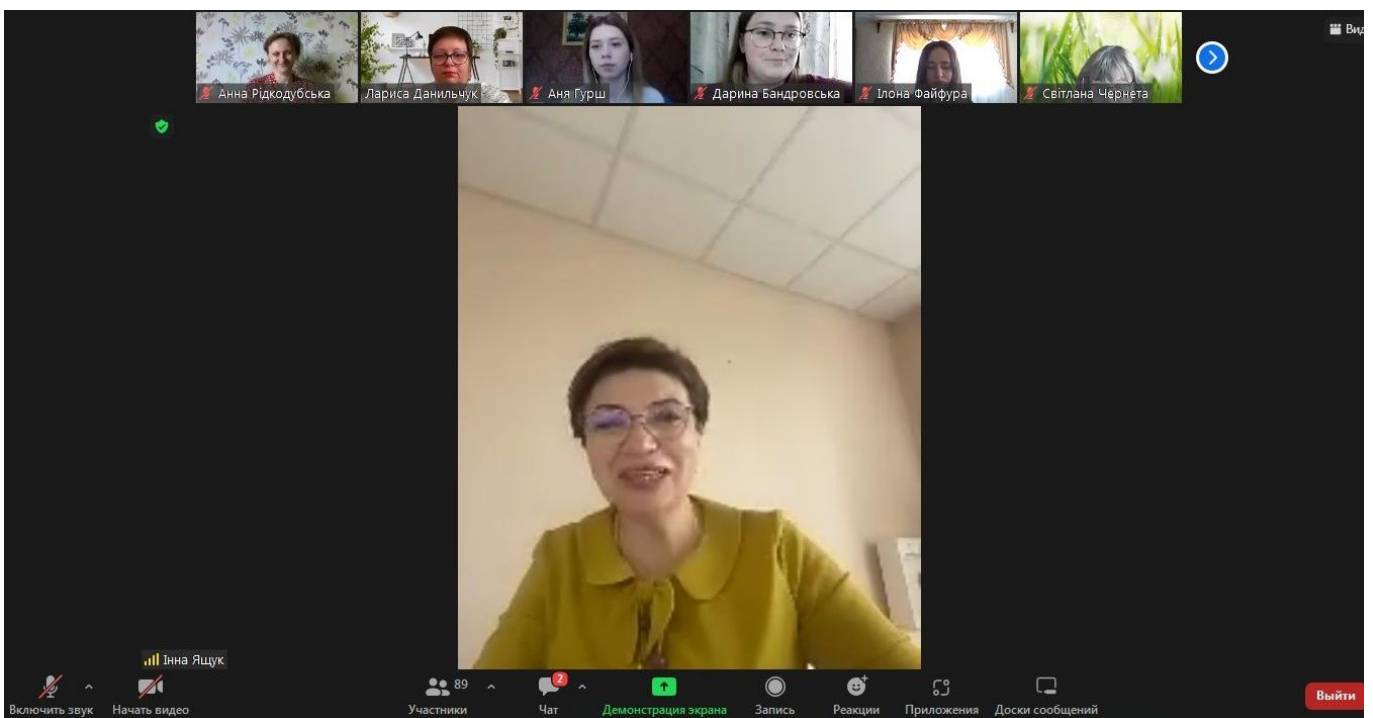 Вид
Анна Рідкодубська
Лариса Данильчук
Аня Гурш
Дарина Бандровська
Ілона Файфура
Світлана Чернета
Інна Ящук
Включить звук
Начать видео
89
Участники
2
Чат
Демонстрация экрана
Запись
Реакции
Приложения
Доски сообщений
Выйти